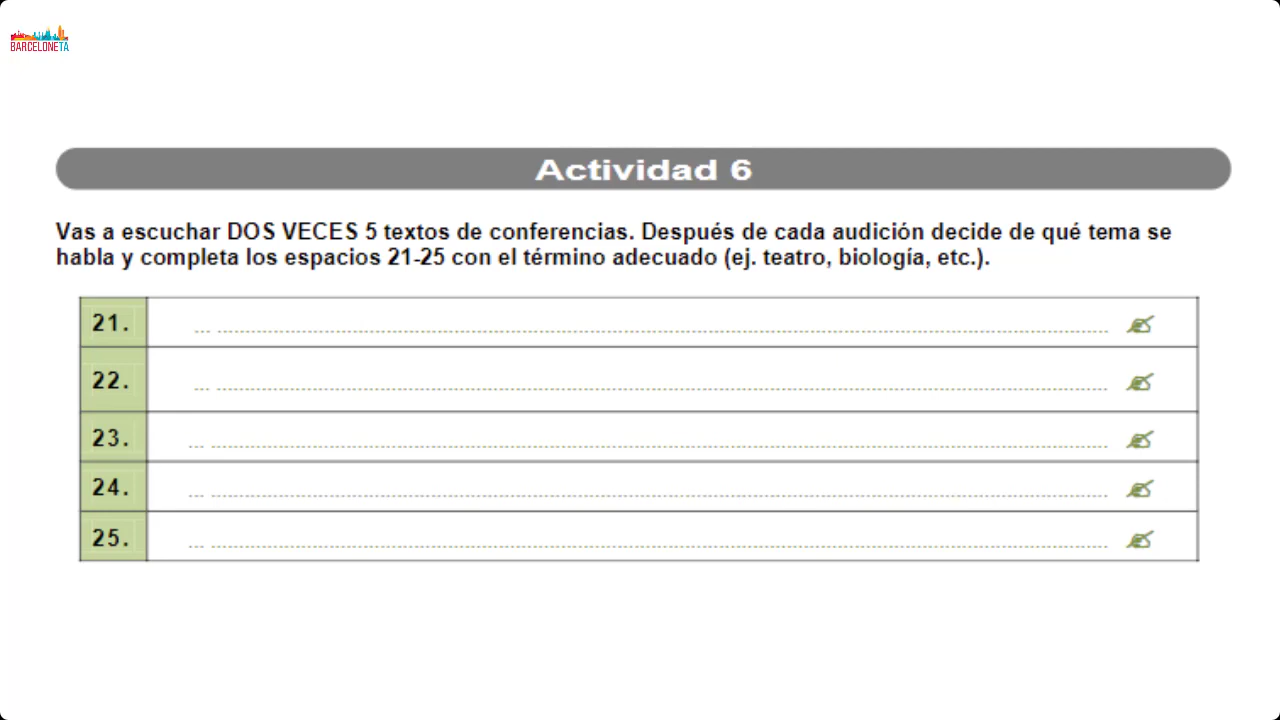 BARCELONETA
Actividad 6
Vas a escuchar DOS VECES 5 textos de conferencias. Después de cada audición decide de qué tema se
habla y completa los espacios 21-25 con el término adecuado (ej. teatro, biología, etc.).
21.
22.
23.
24.
25.